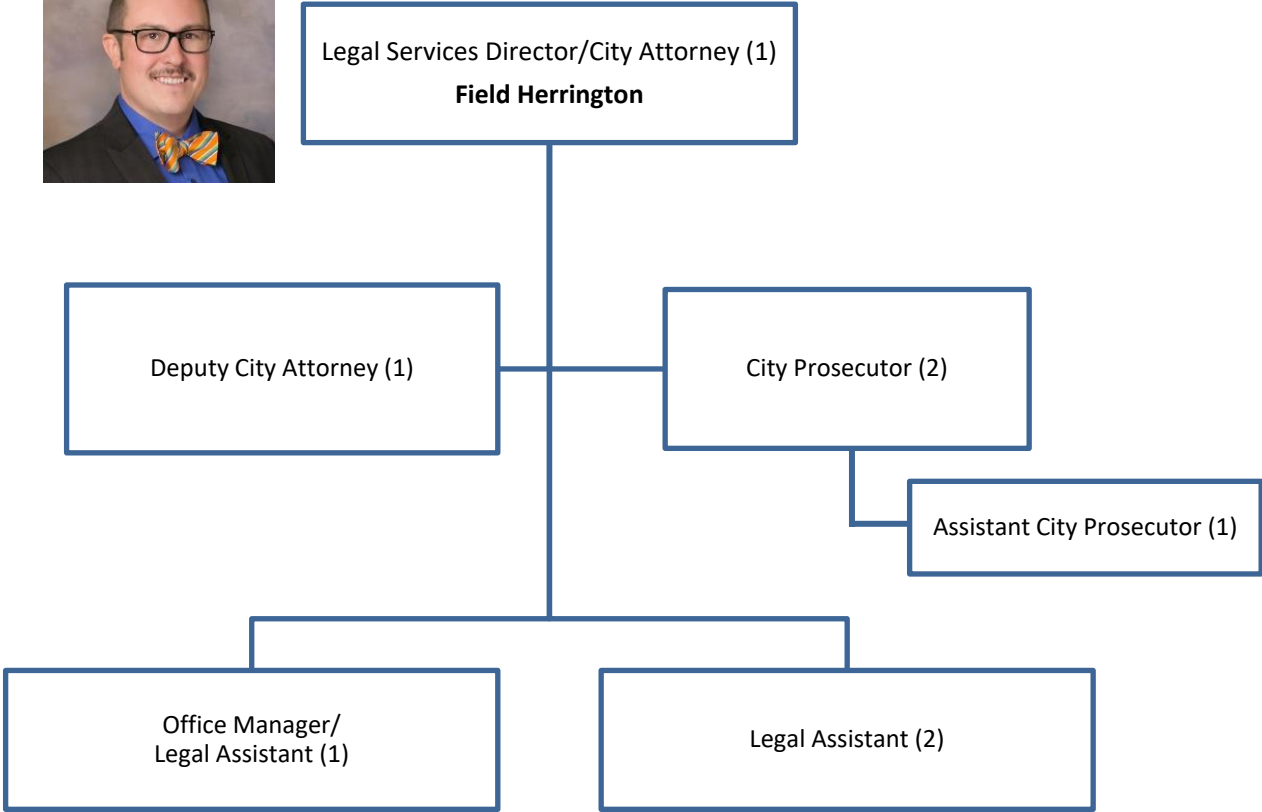 Legal Services Director/City Attorney (1)
Field Herrington
Deputy City Attorney (1)
City Prosecutor (2)
Assistant City Prosecutor (1)
Office Manager/
Legal Assistant (1)
Legal Assistant (2)